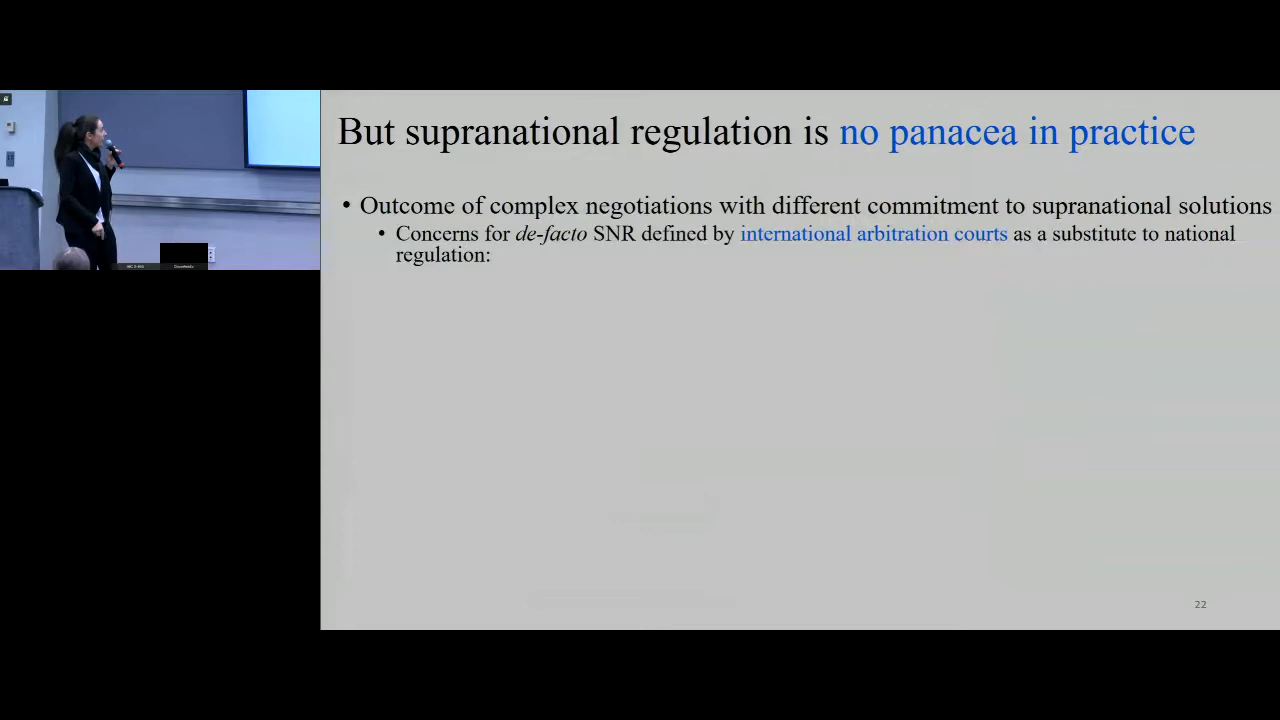 But supranational regulation is no panacea in practice
• Outcome of complex negotiations with different commitment to supranational solutions
• Concerns for de-facto SNR defined by international arbitration courts as a substitute to national
regulation:
22